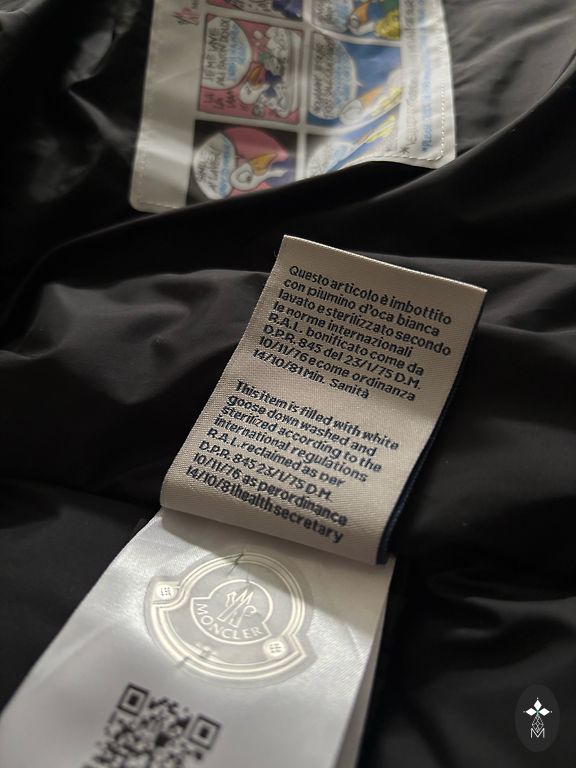 Questo articolo è imbottito
con piumino d'oca bianca
lavato e sterilizzato secondo
le norme internazionali
R.A.L. bonificato come da
D.P.R. 845 del 23/1/75 D.M.
10/11/76 e come ordinanza
14/10/81 Min. Sanità
This item is filled with white
goose down washed and
sterilized according to the
international regulations
R.A.L. reclaimed as per
D.P.R. 845 23/1/75 D.M.
10/11/76 as per ordinance
14/10/81 health secretary
MONCLER
M